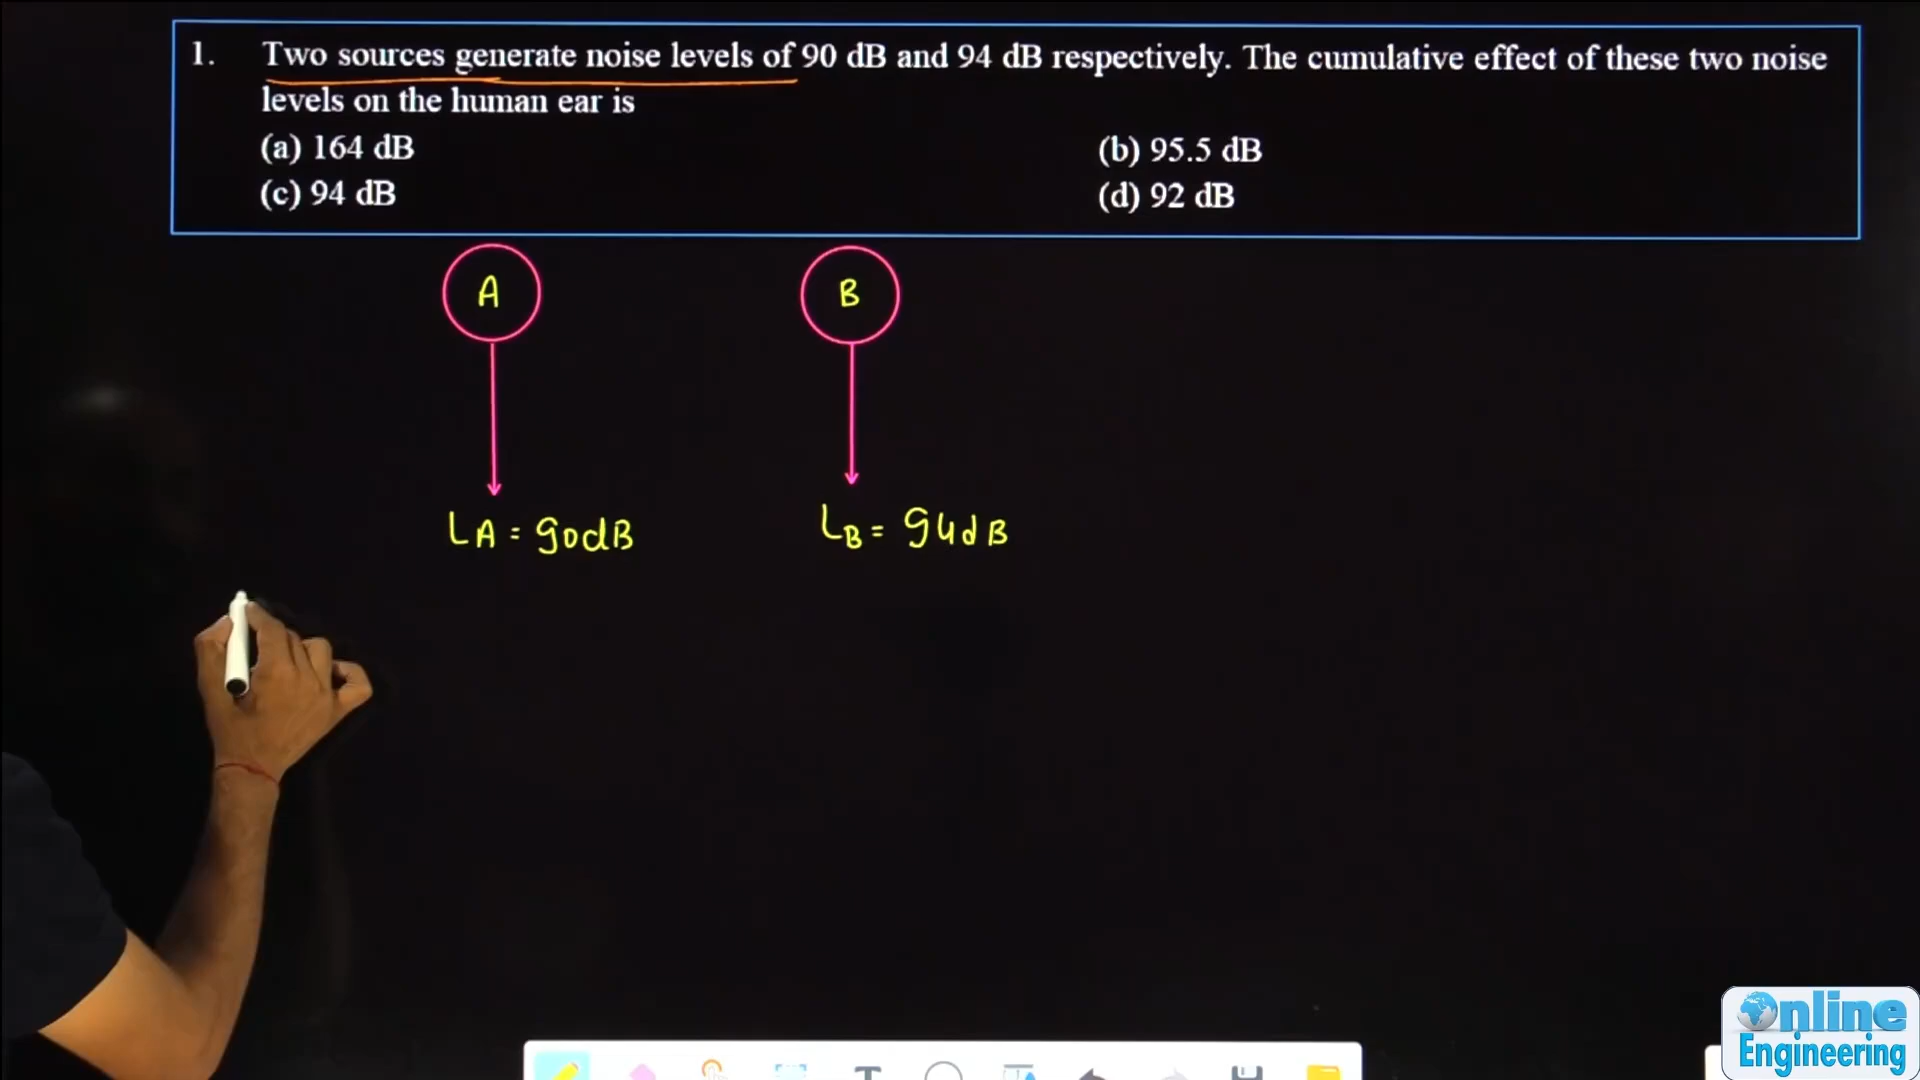 1. Two sources generate noise levels of 90 dB and 94 dB respectively. The cumulative effect of these two noise
levels on the human ear is
(a) 164 dB (b) 95.5 dB
(c) 94 dB (d) 92 dB
A B
LA = 90dB LB = 94dB
T
Online
Engineering